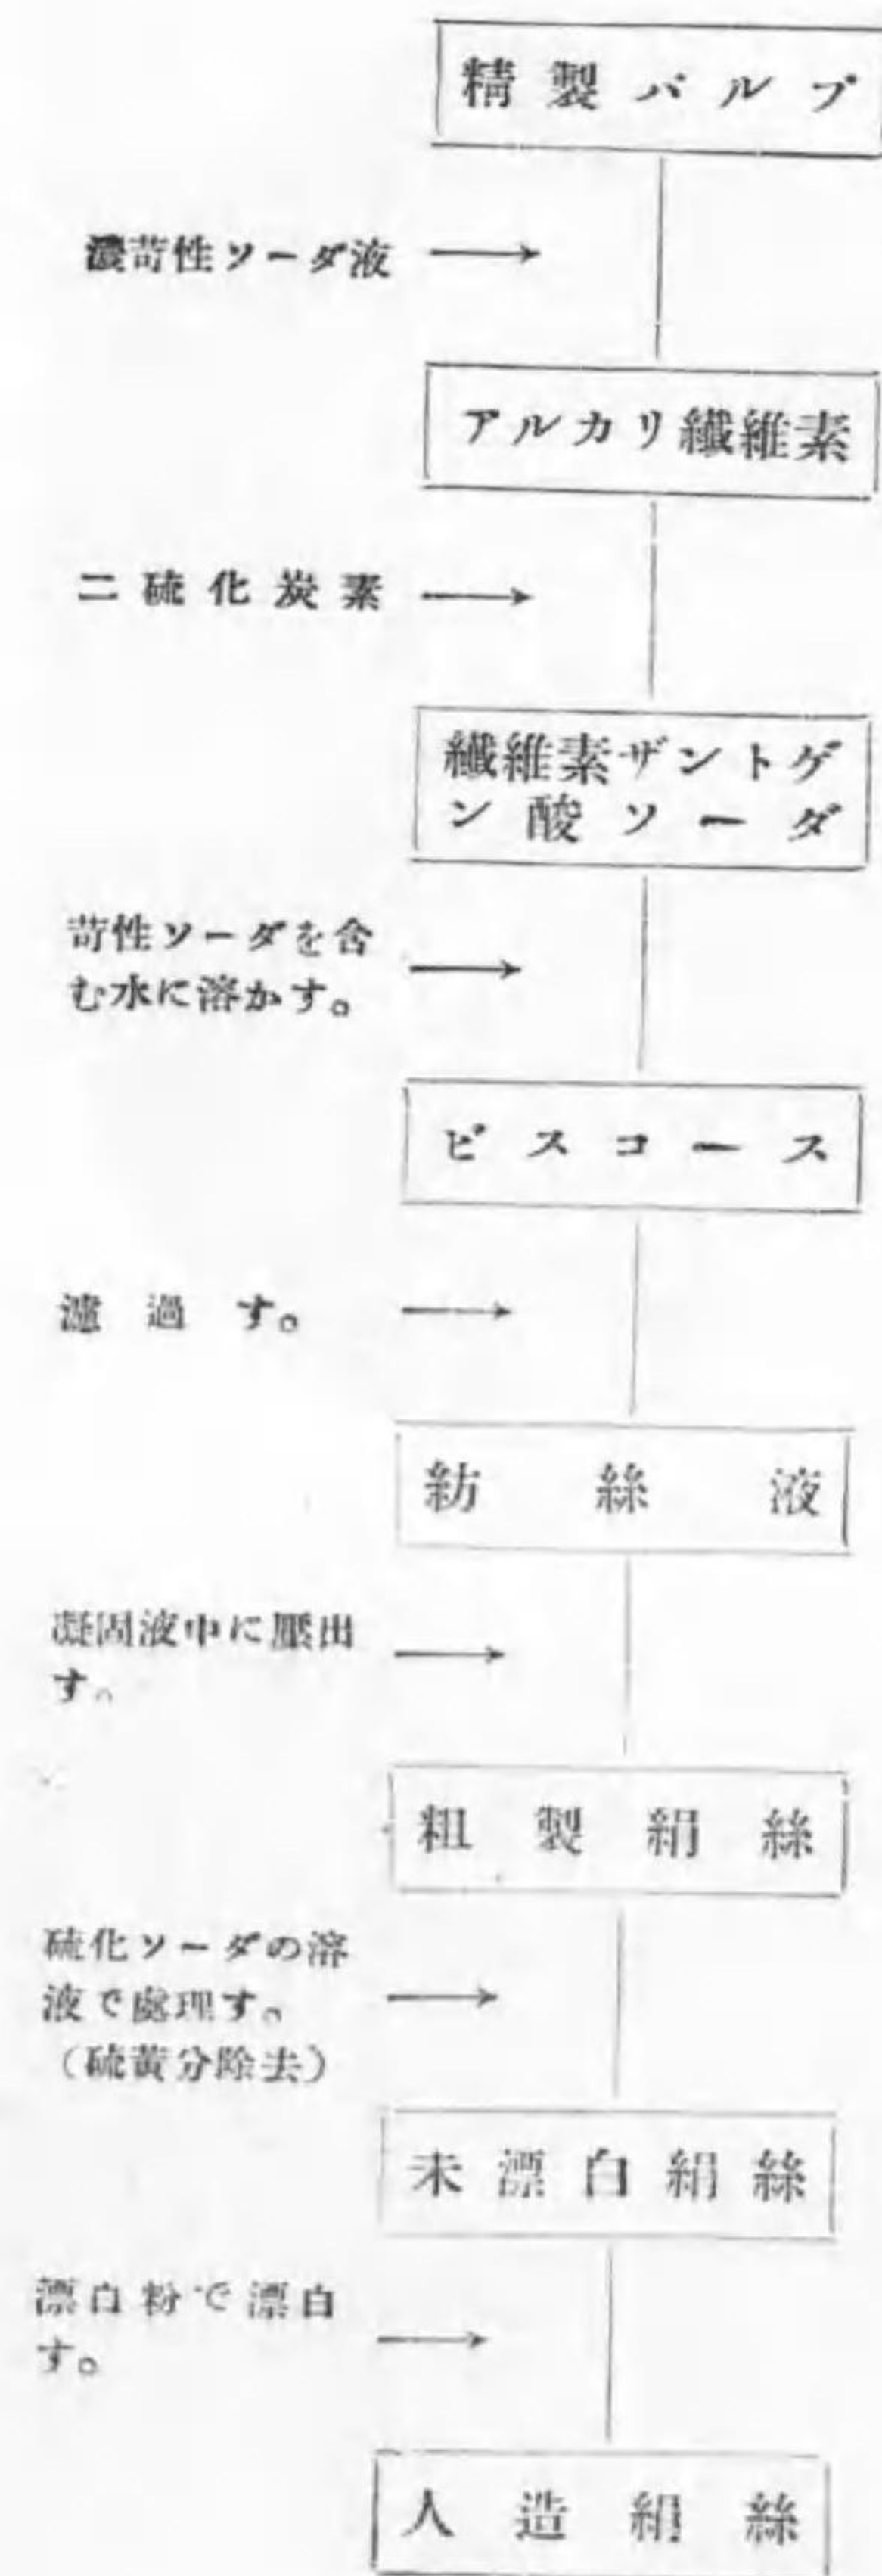 精製パルプ
濃苛性ソーダ液
アルカリ纎維素
二硫化炭素
纎維素ザントゲ
ン酸ソーダ
苛性ソーダを含
む水に溶かす。
ビスコース
濾過す。
紡絲液
凝固液中に壓出
す。
粗製絹絲
硫化ソーダの溶
液で處理す。
(硫黄分除去)
未漂白絹絲
漂白粉で漂白
す。
人造絹絲